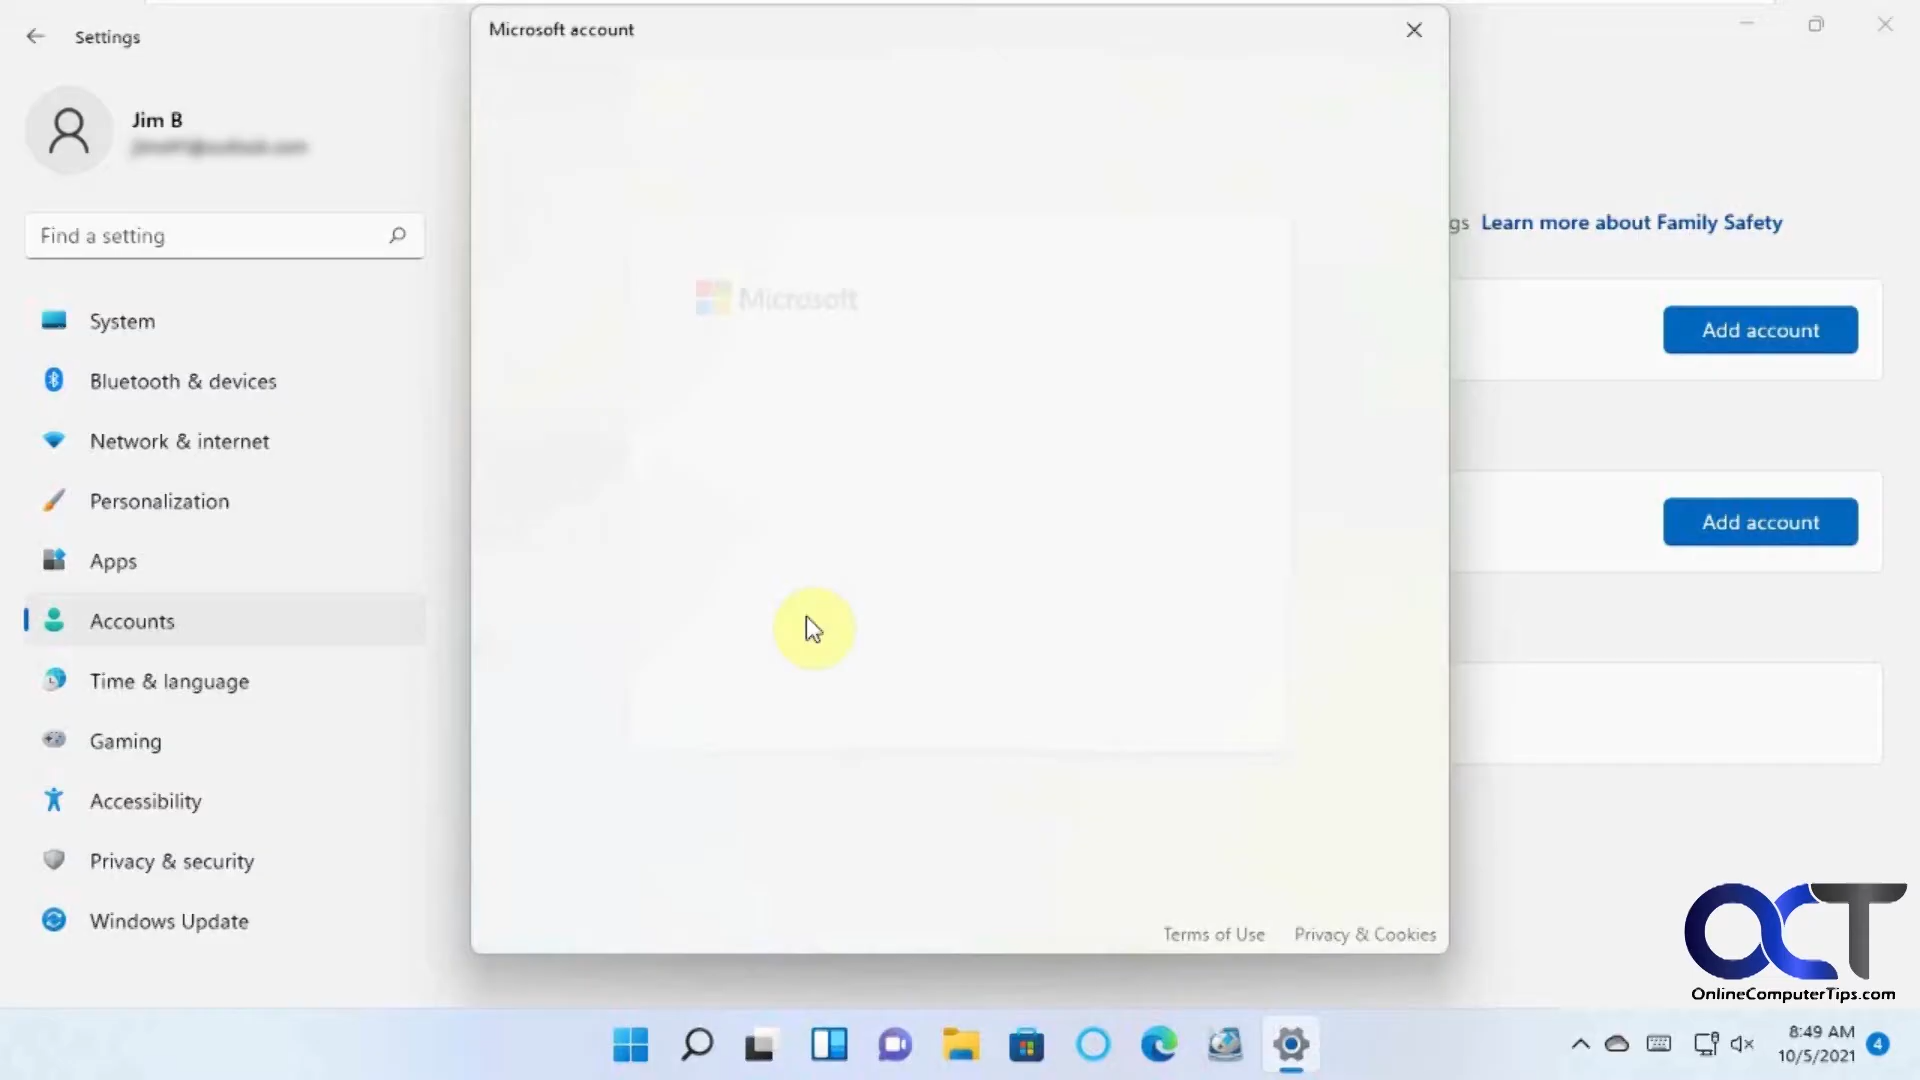 Settings
Microsoft account
Jim B
Find a setting
System
Bluetooth & devices
Network & internet
Personalization
Apps
Accounts
Time & language
Gaming
Accessibility
Privacy & security
Windows Update
Microsoft
Terms of Use
Privacy & Cookies
gs Learn more about Family Safety
Add account
Add account
OCT
OnlineComputerTips.com
8:49 AM
10/5/2021
4